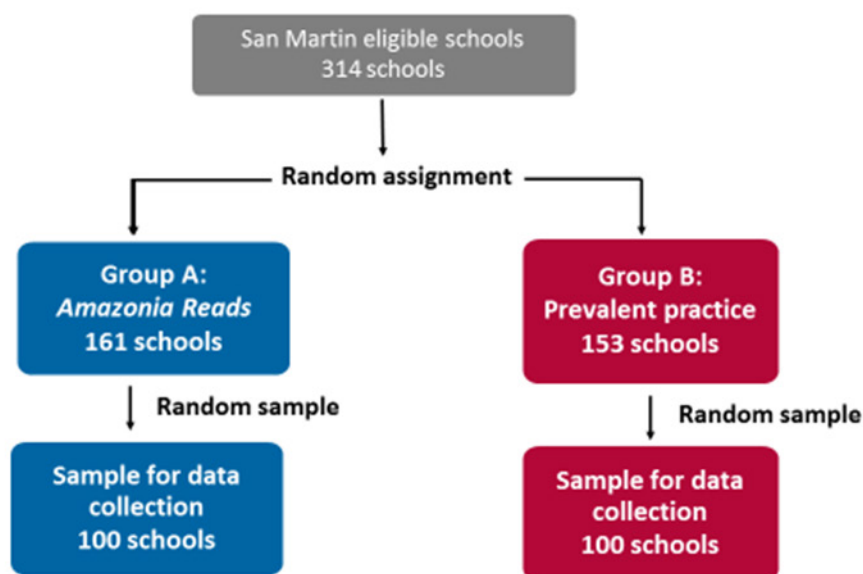 San Martin eligible schools
314 schools
Random assignment
Group A:
Amazonia Reads
161 schools
Group B:
Prevalent practice
153 schools
Random sample
Random sample
Sample for data
collection
100 schools
Sample for data
collection
100 schools